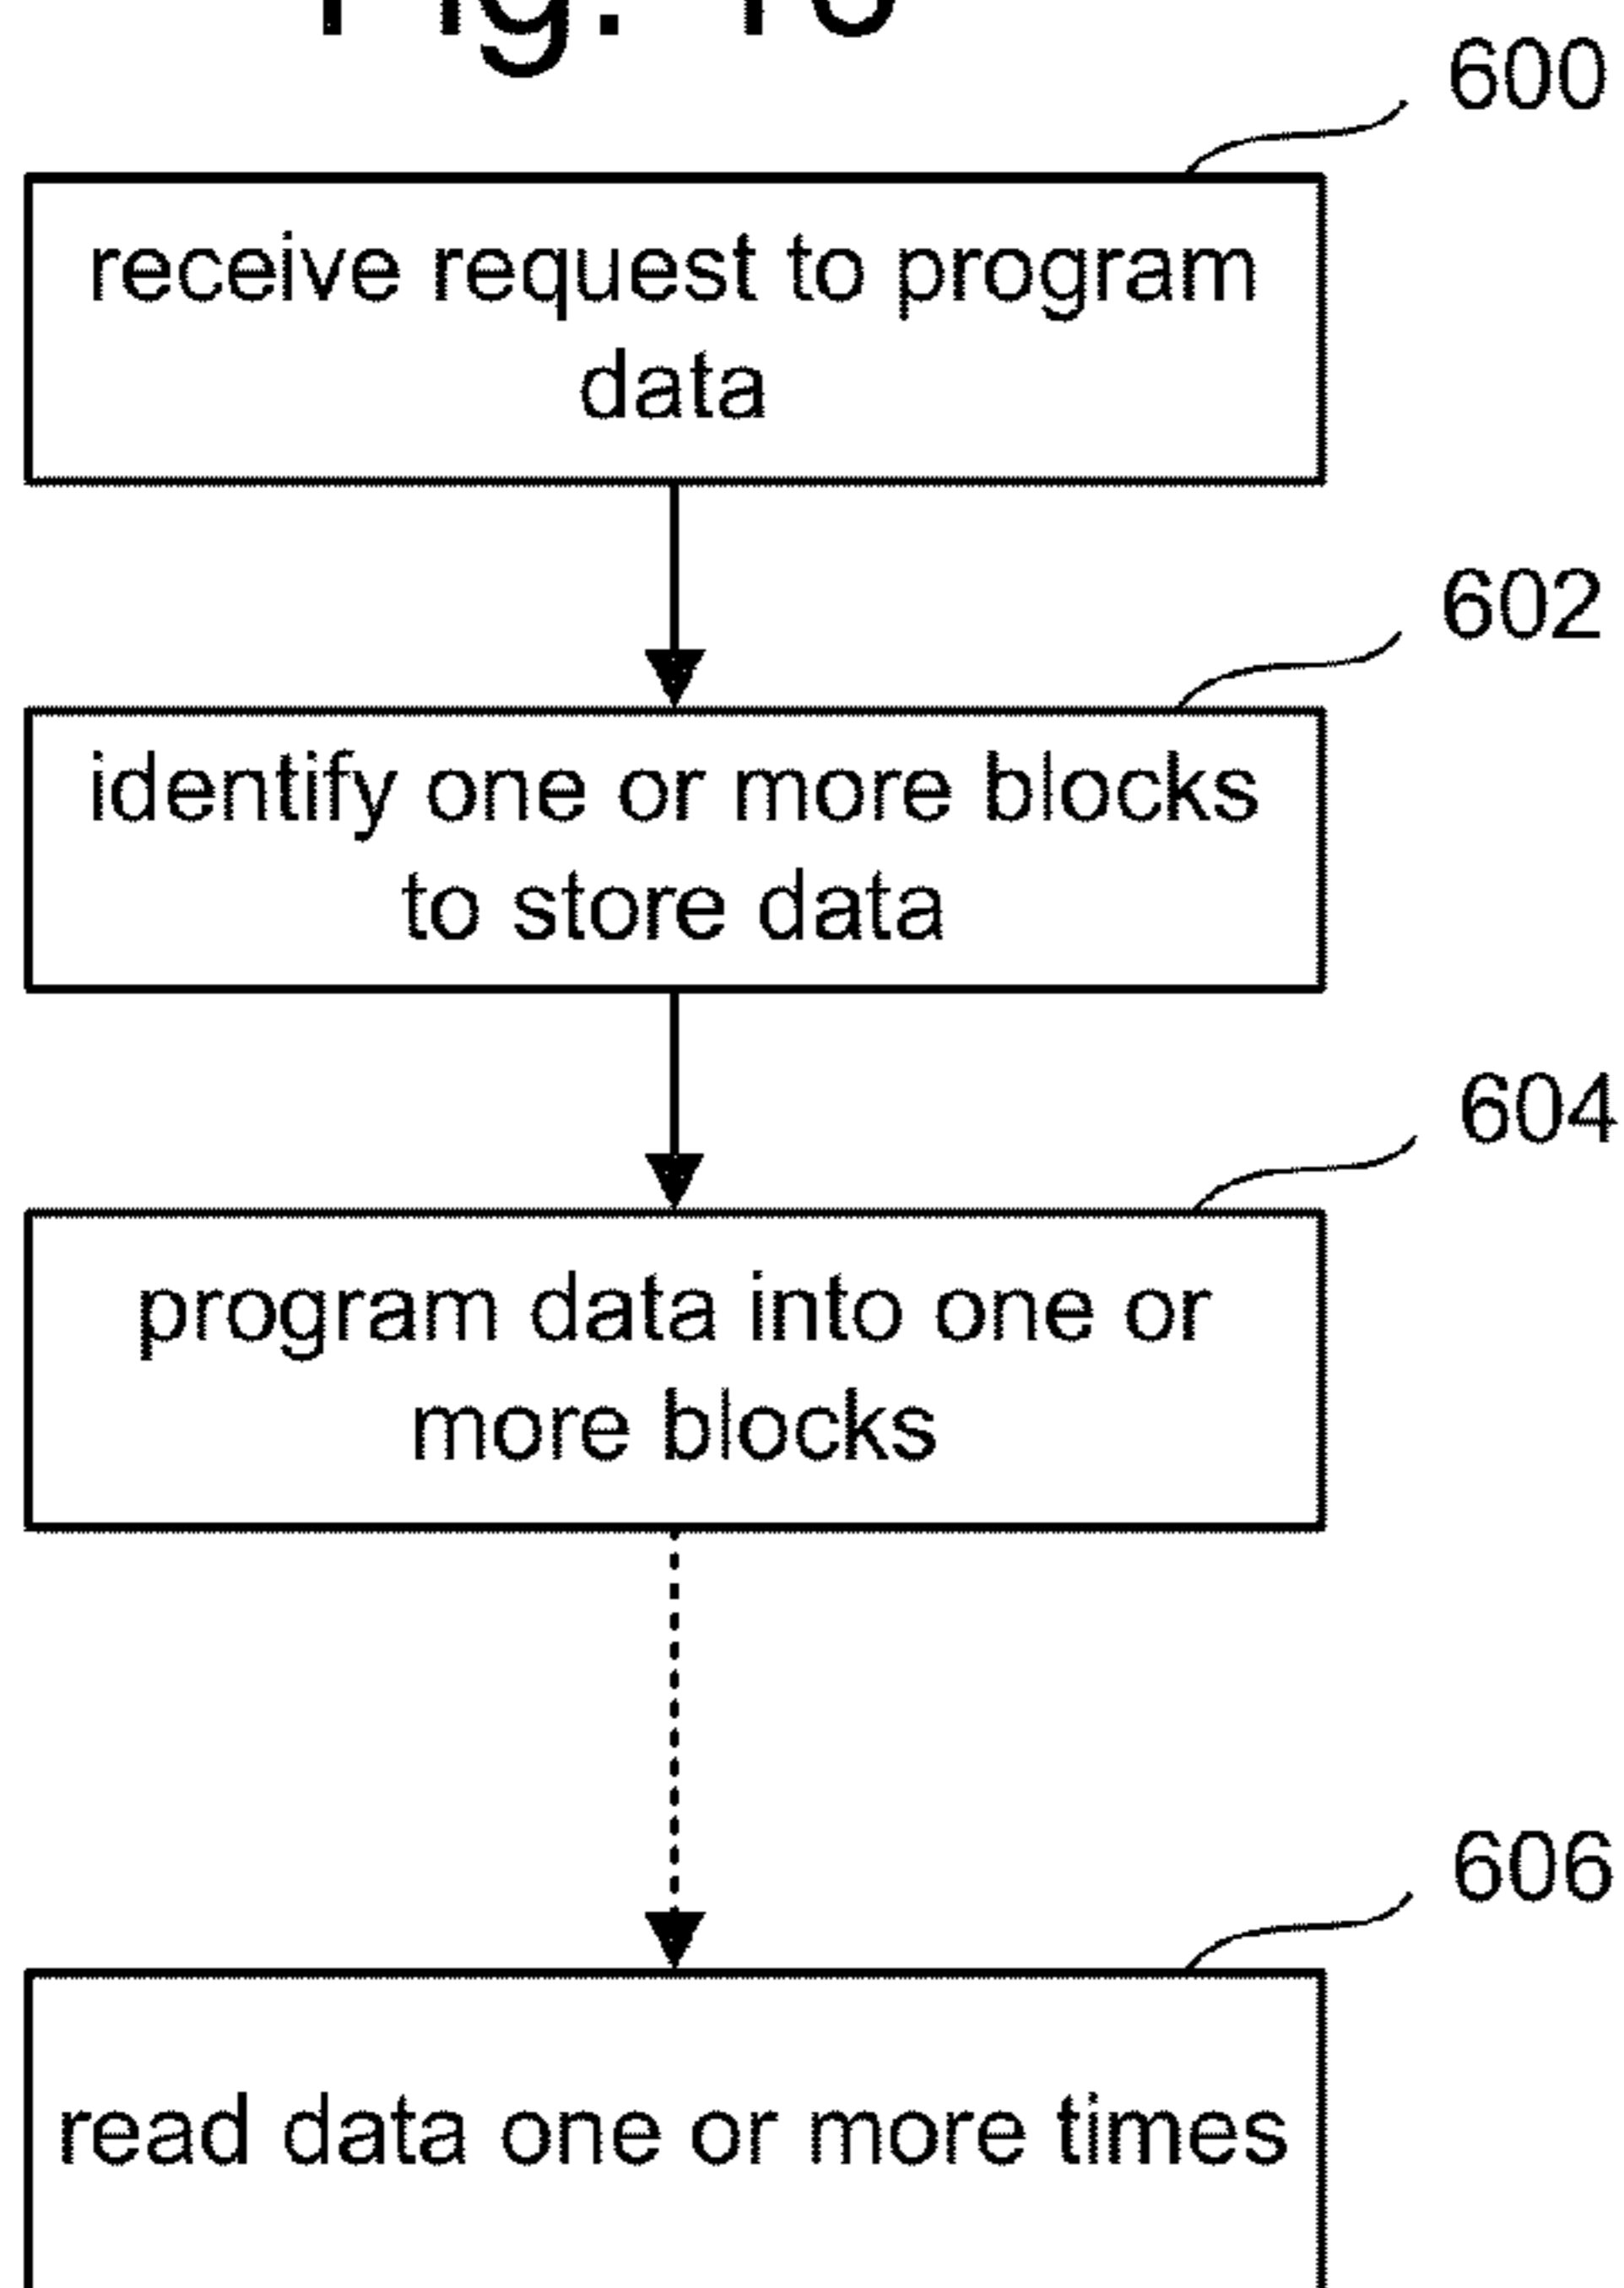 600
receive request to program
data
602
identify one or more blocks
to store data
604
program data into one or
more blocks
606
read data one or more times